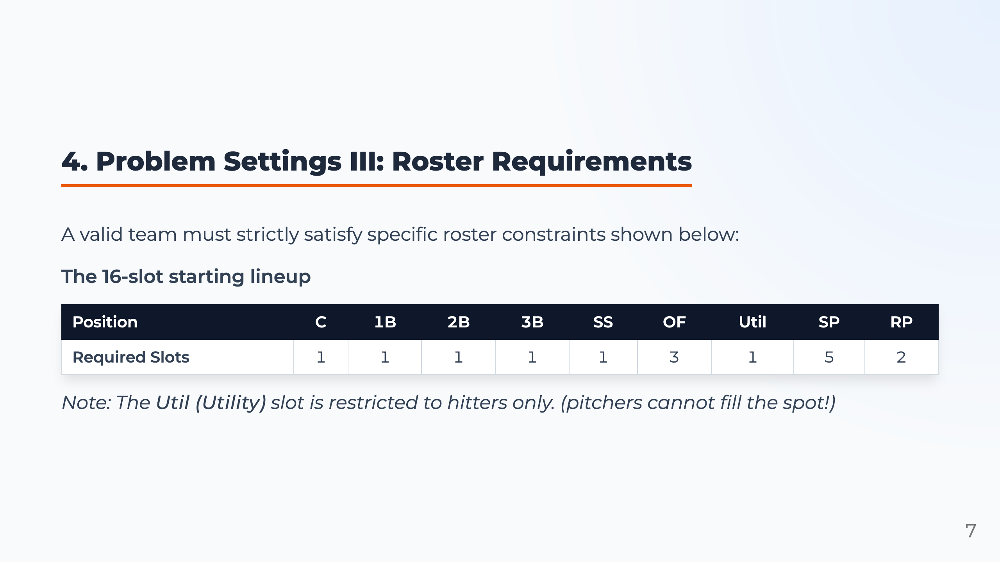 4. Problem Settings III: Roster Requirements
A valid team must strictly satisfy specific roster constraints shown below:
The 16-slot starting lineup
Position C 1B 2B 3B SS OF Util SP RP
Required Slots 1 1 1 1 1 3 1 5 2
Note: The Util (Utility) slot is restricted to hitters only. (pitchers cannot fill the spot!)
7